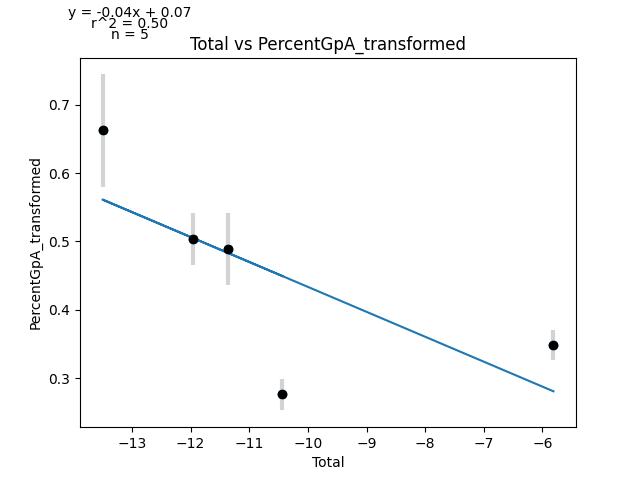 y = -0.04x + 0.07
r^2 = 0.50
n = 5
Total vs PercentGpA_transformed
PercentGpA_transformed
0.7
0.6
0.5
0.4
0.3
−13
−12
−11
−10
−9
−8
−7
−6
Total